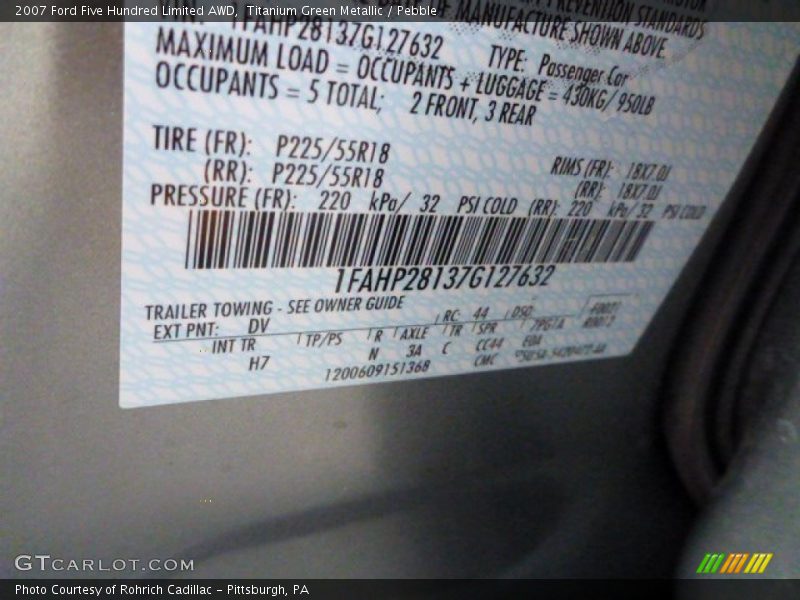 2007 Ford Five Hundred Limited AWD, Titanium Green Metallic / Pebble
PREVENTION STANDARDS
MANUFACTURE SHOWN ABOVE.
1FAHP28137G127632
TYPE: Passenger Car
MAXIMUM LOAD = OCCUPANTS + LUGGAGE = 430KG/950LB
OCCUPANTS = 5 TOTAL; 2 FRONT, 3 REAR
TIRE (FR): P225/55R18 RIMS (FR): 18X7.0J
(RR): P225/55R18 (RR): 18X7.0J
PRESSURE (FR): 220 kPa/ 32 PSI COLD (RR): 220 kPa/ 32 PSI COLD
1FAHP28137G127632
TRAILER TOWING - SEE OWNER GUIDE
EXT PNT: DV RC: 44 DSO:
INT TR TP/PS R AXLE TR SPR
H7 N 3A C CC44
1200609151368 CMC
GTCARLOT.COM
Photo Courtesy of Rohrich Cadillac - Pittsburgh, PA